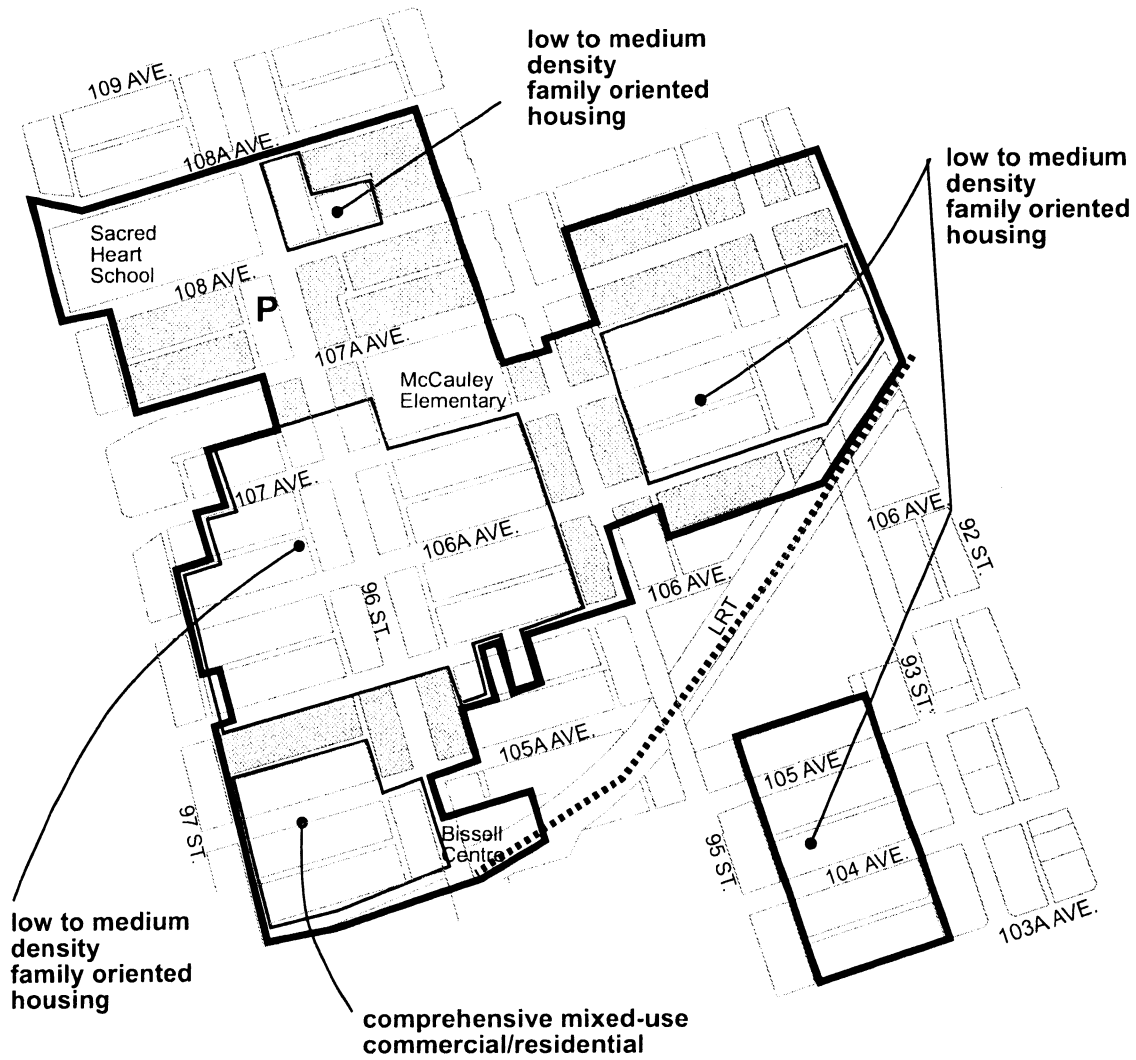 low to medium
density
family oriented
housing
109 AVE.
108A AVE.
low to medium
density
family oriented
housing
Sacred
Heart
School
108 AVE.
P
107A AVE.
McCauley
Elementary
107 AVE.
106A AVE.
106 AVE.
92 ST.
106 AVE.
96 ST.
LRT
93 ST.
105A AVE.
105 AVE.
97 ST.
Bissell
Centre
95 ST.
104 AVE.
103A AVE.
low to medium
density
family oriented
housing
comprehensive mixed-use
commercial/residential